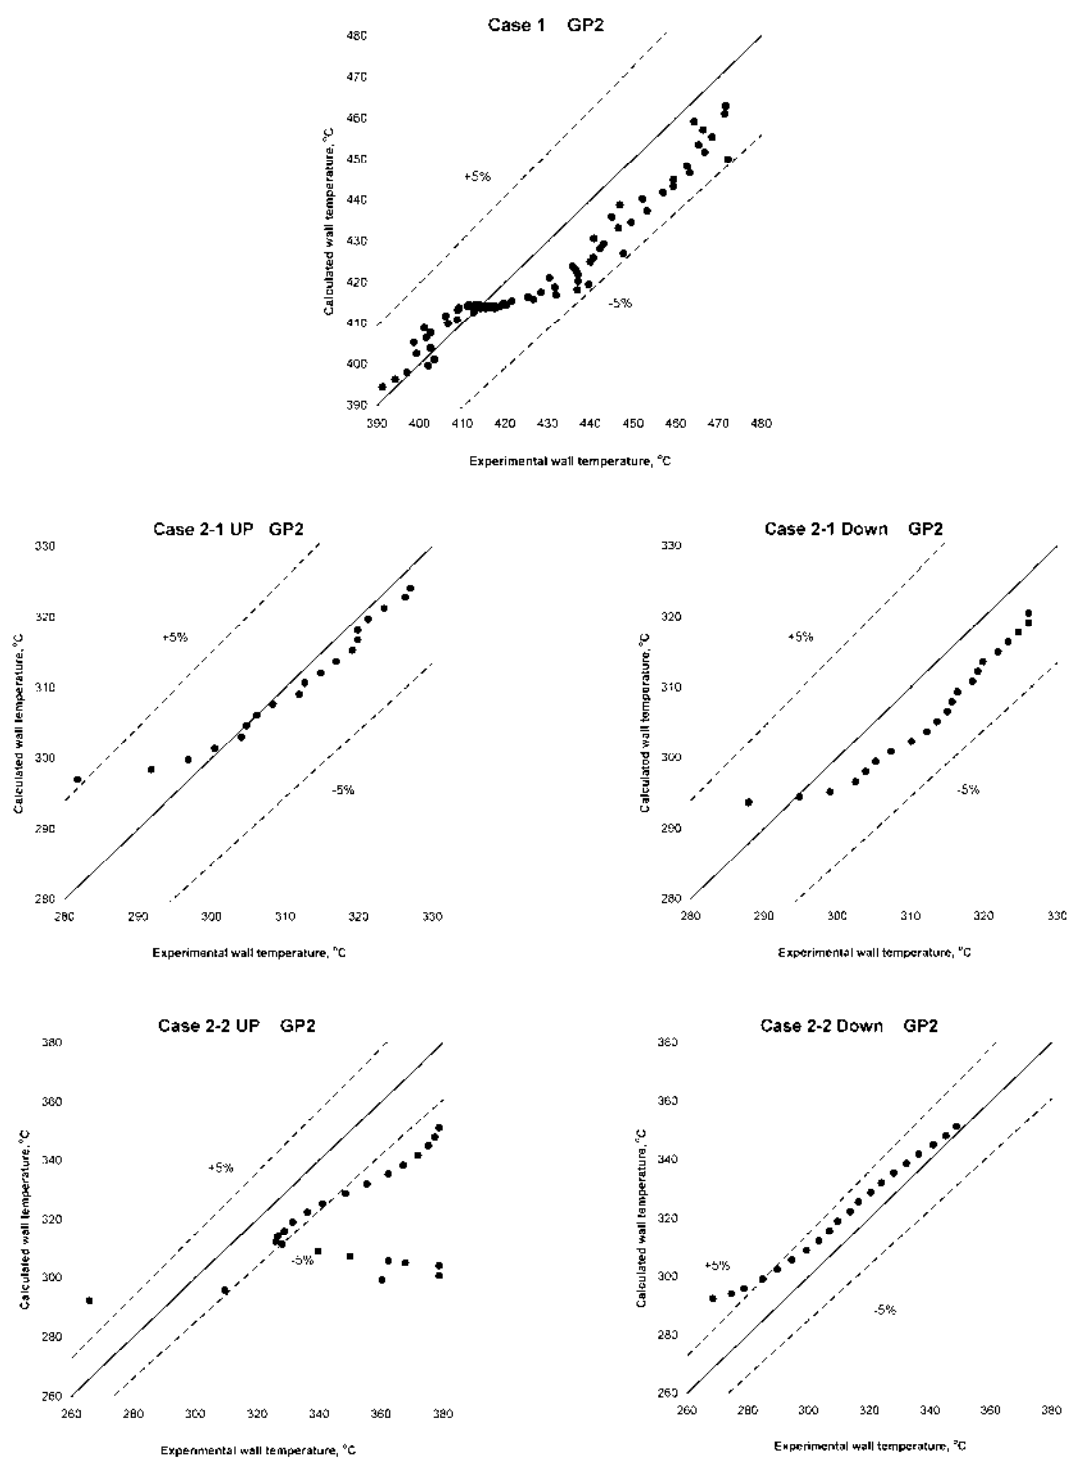 Case 1 GP2
480
470
460
450
440
430
420
410
400
390
Calculated wall temperature, °C
+5%
-5%
390 400 410 420 430 440 450 460 470 480
Experimental wall temperature, °C
Case 2-1 UP GP2
330
320
310
300
290
280
Calculated wall temperature, °C
+5%
-5%
280 290 300 310 320 330
Experimental wall temperature, °C
Case 2-1 Down GP2
330
320
310
300
290
280
Calculated wall temperature, °C
+5%
-5%
280 290 300 310 320 330
Experimental wall temperature, °C
Case 2-2 UP GP2
380
360
340
320
300
280
260
Calculated wall temperature, °C
+5%
-5%
260 280 300 320 340 360 380
Experimental wall temperature, °C
Case 2-2 Down GP2
380
360
340
320
300
280
260
Calculated wall temperature, °C
+5%
-5%
260 280 300 320 340 360 380
Experimental wall temperature, °C